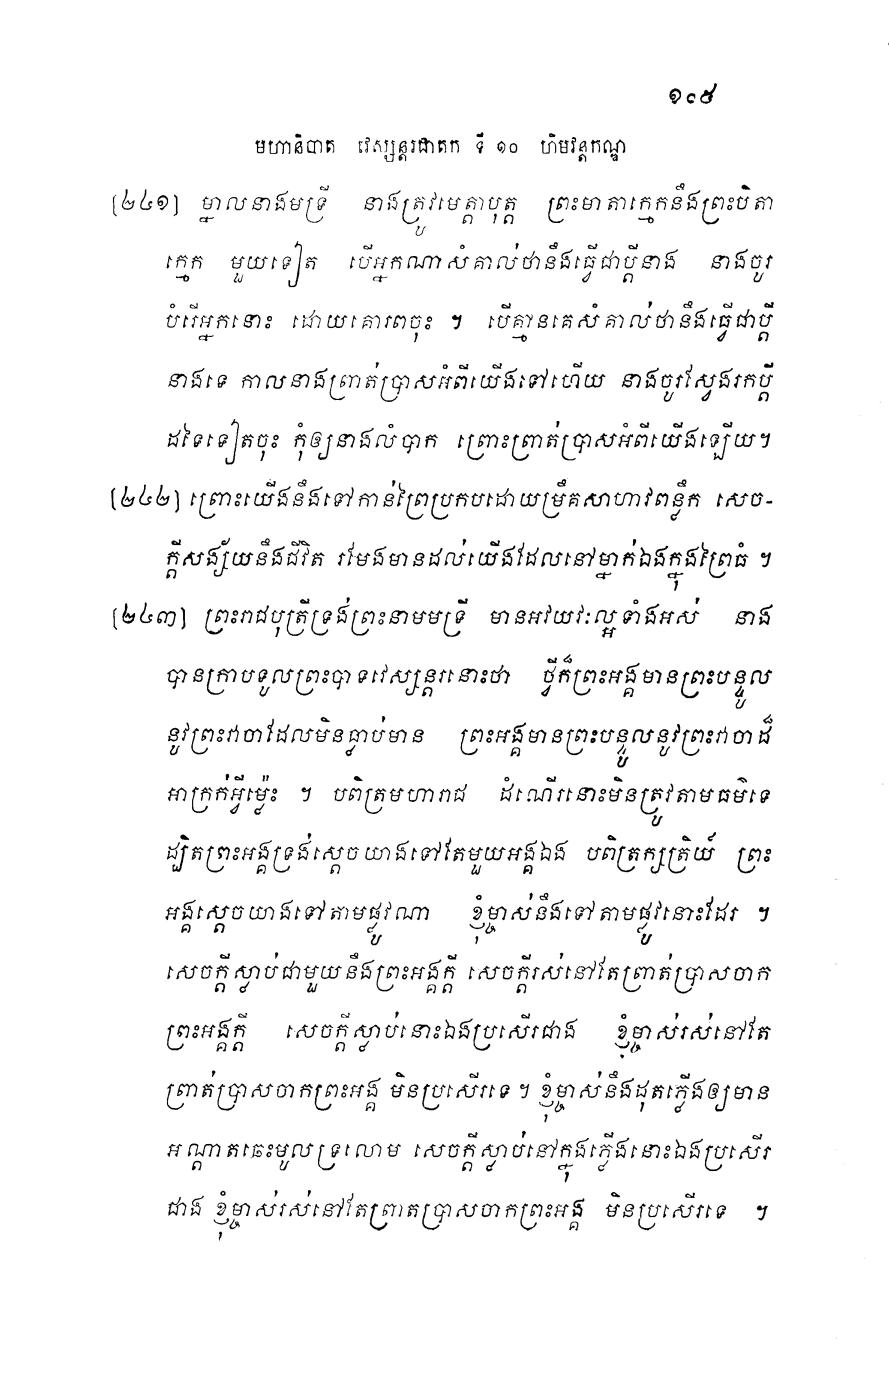 ១៤៥
មហានិបាត វេស្សន្តរជាតក ទី ១០ ហិមវន្តកណ្ឌ
[២៤១] ម្នាលនាងមទ្រី នាងត្រូវមេត្តាបុត្ត ព្រះមាតាក្មេកនឹងព្រះបិតា
ក្មេក មួយទៀត បើអ្នកណាសំគាល់ថានឹងធ្វើជាប្តីនាង នាងចូរ
បំរើអ្នកនោះ ដោយគោរពចុះ ។ បើគ្មានគេសំគាល់ថានឹងធ្វើជាប្តី
នាងទេ កាលនាងព្រាត់ប្រាសអំពីយើងទៅហើយ នាងចូរស្វែងរកប្តី
ដទៃទៀតចុះ កុំឲ្យនាងលំបាក ព្រោះព្រាត់ប្រាសអំពីយើងឡើយ។
[២៤២] ព្រោះយើងនឹងទៅកាន់ព្រៃប្រកបដោយម្រឹគសាហាវពន្លឹក សេច-
ក្តីសង្ស័យនឹងជីវិត រមែងមានដល់យើងដែលនៅម្នាក់ឯងក្នុងព្រៃធំ ។
[២៤៣] ព្រះរាជបុត្រីទ្រង់ព្រះនាមមទ្រី មានអវយវៈល្អទាំងអស់ នាង
បានក្រាបទូលព្រះបាទវេស្សន្តរនោះថា ថ្វីក៏ព្រះអង្គមានព្រះបន្ទូល
នូវព្រះវាចាដែលមិនធ្លាប់មាន ព្រះអង្គមានព្រះបន្ទូលនូវព្រះវាចាដ៏
អាក្រក់អ្វីម្ល៉េះ ។ បពិត្រមហារាជ ដំណើរនោះមិនត្រូវតាមធម៌ទេ
ដ្បិតព្រះអង្គទ្រង់ស្តេចយាងទៅតែមួយអង្គឯង បពិត្រក្សត្រិយ៍ ព្រះ
អង្គស្តេចយាងទៅតាមផ្លូវណា ខ្ញុំម្ចាស់នឹងទៅតាមផ្លូវនោះដែរ ។
សេចក្តីស្លាប់ជាមួយនឹងព្រះអង្គក្តី សេចក្តីរស់នៅតែព្រាត់ប្រាសចាក
ព្រះអង្គក្តី សេចក្តីស្លាប់នោះឯងប្រសើរជាង ខ្ញុំម្ចាស់រស់នៅតែ
ព្រាត់ប្រាសចាកព្រះអង្គ មិនប្រសើរទេ ។ ខ្ញុំម្ចាស់នឹងដុតភ្លើងឲ្យមាន
អណ្តាតឆេះមូលទ្រលោម សេចក្តីស្លាប់នៅក្នុងភ្លើងនោះឯងប្រសើរ
ជាង ខ្ញុំម្ចាស់រស់នៅតែព្រាតប្រាសចាកព្រះអង្គ មិនប្រសើរទេ ។